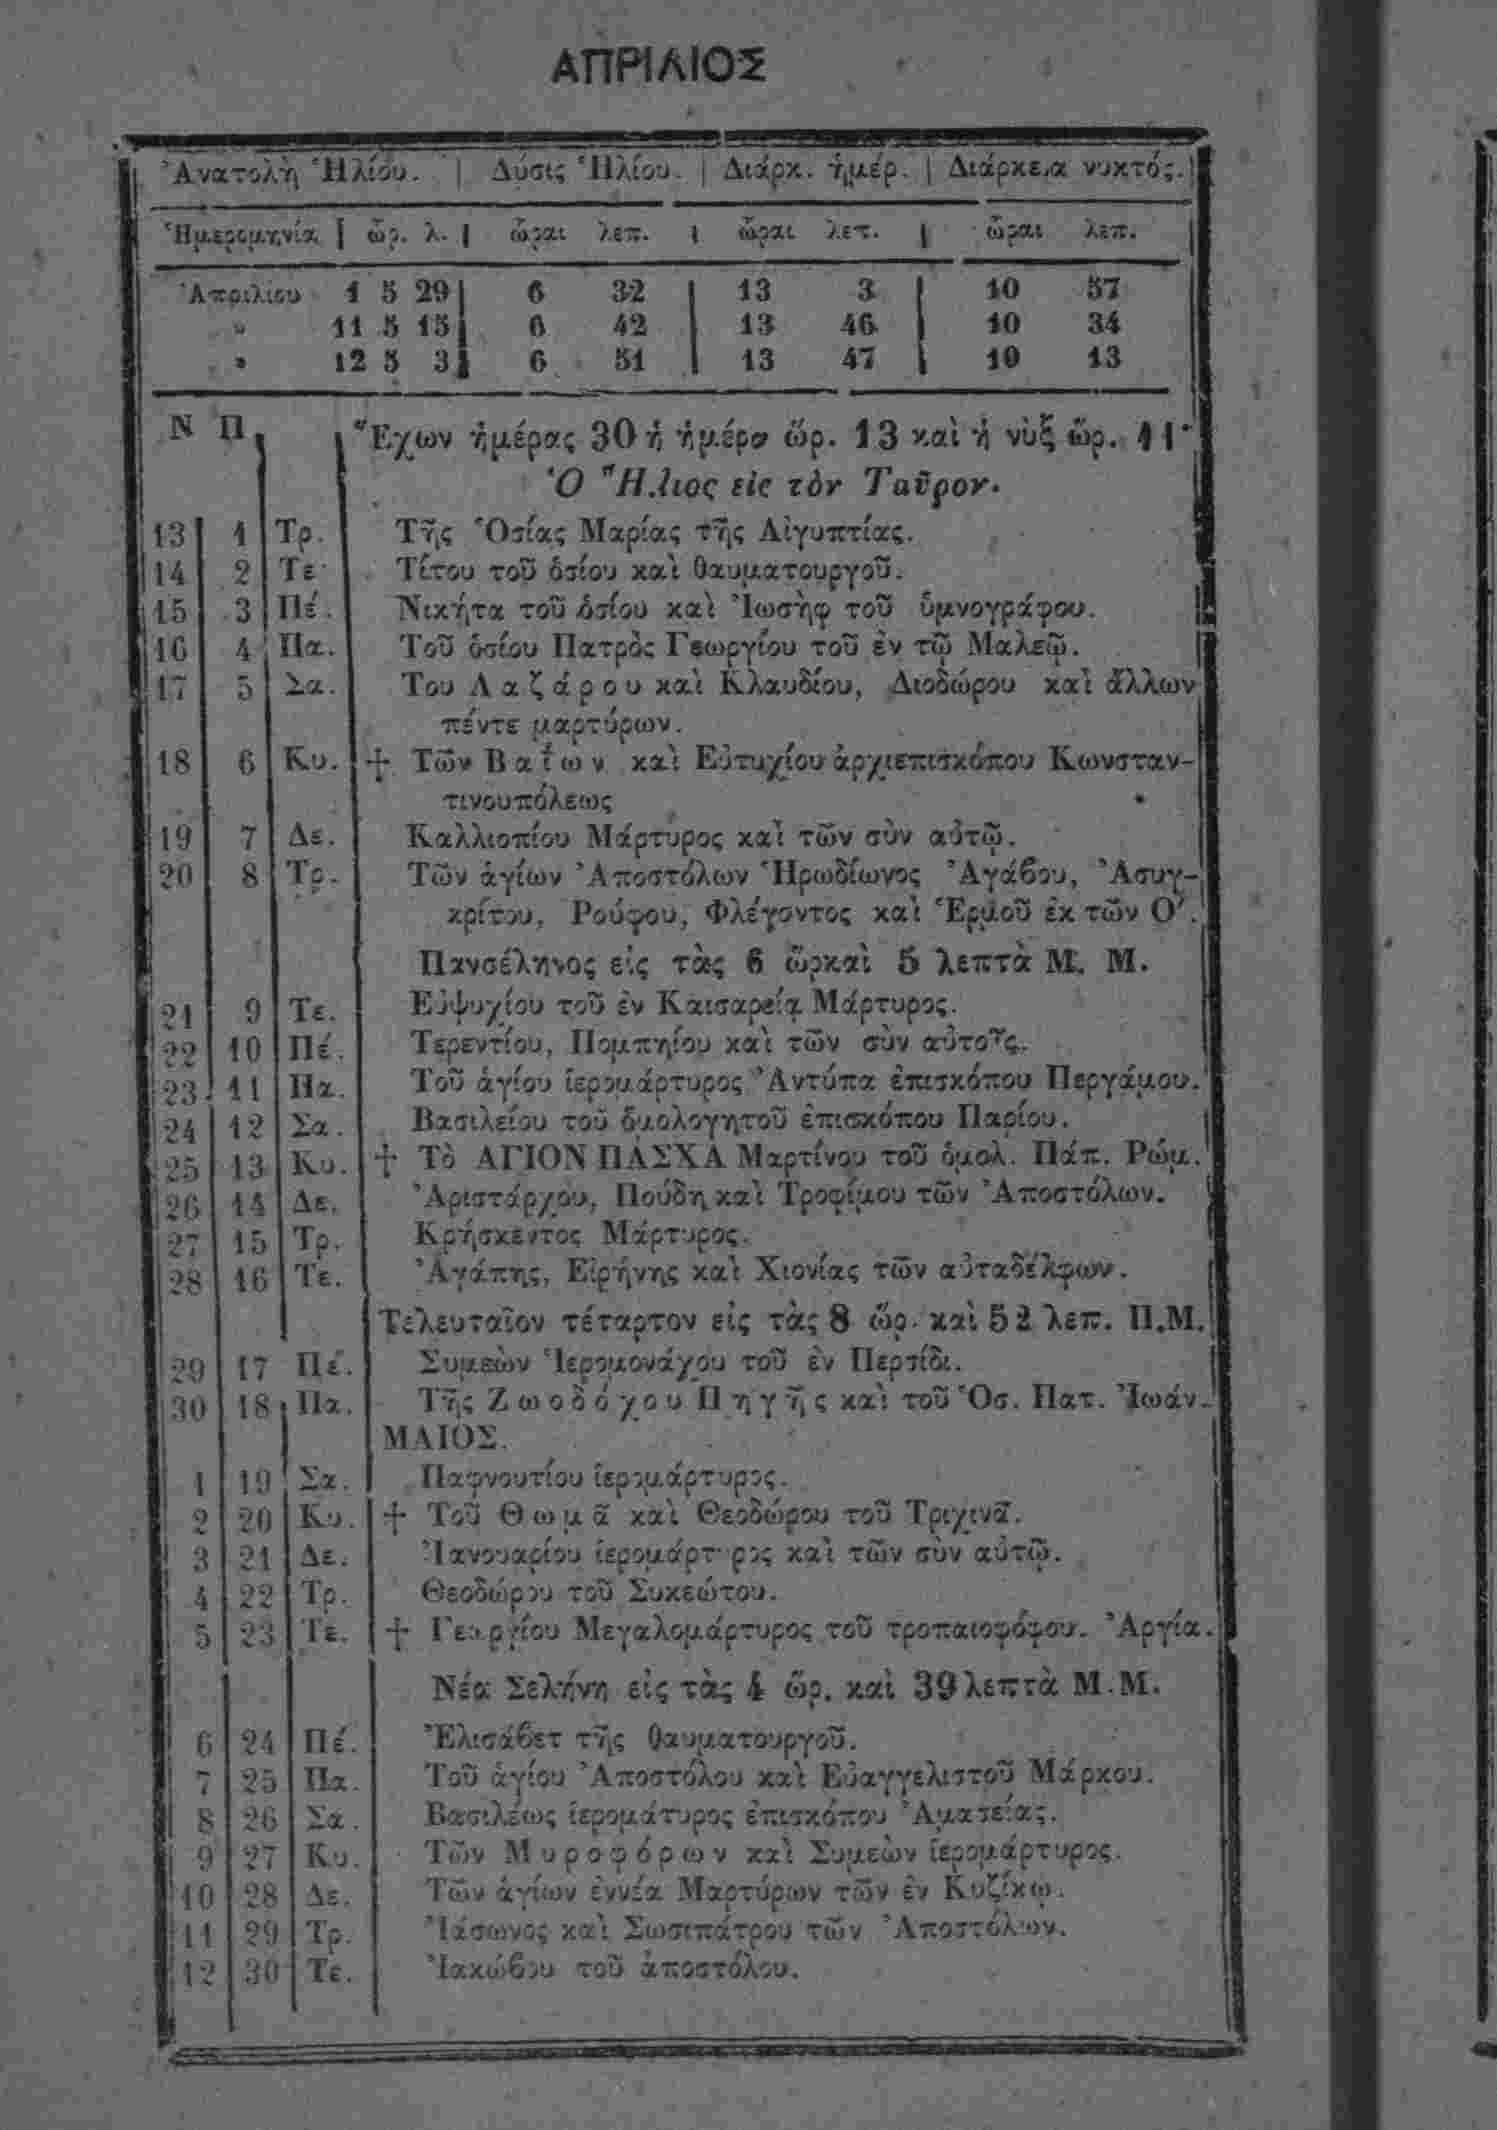 ΑΠΡΙΛΙΟΣ
Ἀνατολὴ Ἡλίου. | Δύσις Ἡλίου. | Διάρκ. ἡμέρ. | Διάρκεια νυκτός.
Ἡμερομηνία | ὧρ. λ. | ὧραι λεπ. | ὧραι λεπ. | ὧραι λεπ.
Ἀπριλίου 1 5 29 | 6 32 | 13 3 | 10 57
» 11 5 15 | 6 42 | 13 46 | 10 34
» 12 5 3 | 6 51 | 13 47 | 10 13
Ν Π. Ἔχων ἡμέρας 30 ἡ ἡμέρα ὥρ. 13 καὶ ἡ νὺξ ὥρ. 11
Ὁ Ἥλιος εἰς τὸν Ταῦρον.
13 1 Τρ. Τῆς Ὁσίας Μαρίας τῆς Αἰγυπτίας.
14 2 Τε· Τίτου τοῦ ὁσίου καὶ θαυματουργοῦ.
15 3 Πέ. Νικήτα τοῦ ὁσίου καὶ Ἰωσὴφ τοῦ ὑμνογράφου.
16 4 Πα. Τοῦ ὁσίου Πατρὸς Γεωργίου τοῦ ἐν τῷ Μαλεῷ.
17 5 Σα. Του Λαζάρου καὶ Κλαυδίου, Διοδώρου καὶ ἄλλων
πέντε μαρτύρων.
18 6 Κυ. † Τῶν Βαΐων καὶ Εὐτυχίου ἀρχιεπισκόπου Κωνσταν-
τινουπόλεως
19 7 Δε. Καλλιοπίου Μάρτυρος καὶ τῶν σὺν αὐτῷ.
20 8 Τρ. Τῶν ἁγίων Ἀποστόλων Ἡρωδίωνος Ἀγάβου, Ἀσυγ-
κρίτου, Ρούφου, Φλέγοντος καὶ Ἑρμοῦ ἐκ τῶν Ο΄.
Πανσέληνος εἰς τὰς 6 ὥρκαὶ 5 λεπτὰ Μ. Μ.
21 9 Τε. Εὐψυχίου τοῦ ἐν Καισαρείᾳ Μάρτυρος.
22 10 Πέ. Τερεντίου, Πομπηίου καὶ τῶν σὺν αὐτοῖς.
23 11 Πα. Τοῦ ἁγίου ἱερομάρτυρος Ἀντύπα ἐπισκόπου Περγάμου.
24 12 Σα. Βασιλείου τοῦ ὁμολογητοῦ ἐπισκόπου Παρίου.
25 13 Κυ. † Τὸ ΑΓΙΟΝ ΠΑΣΧΑ Μαρτίνου τοῦ ὁμολ. Πάπ. Ρώμ.
26 14 Δε. Ἀριστάρχου, Πούδη καὶ Τροφίμου τῶν Ἀποστόλων.
27 15 Τρ. Κρήσκεντος Μάρτυρος.
28 16 Τε. Ἀγάπης, Εἰρήνης καὶ Χιονίας τῶν αὐταδέλφων.
Τελευταῖον τέταρτον εἰς τὰς 8 ὥρ. καὶ 52 λεπ. Π.Μ.
29 17 Πέ. Συμεὼν Ἱερομονάχου τοῦ ἐν Περσίδι.
30 18 Πα. Τῆς Ζωοδόχου Πηγῆς καὶ τοῦ Ὁσ. Πατ. Ἰωάν.
ΜΑΙΟΣ.
1 19 Σα. Παφνουτίου ἱερομάρτυρος.
2 20 Κυ. † Τοῦ Θωμᾶ καὶ Θεοδώρου τοῦ Τριχινᾶ.
3 21 Δε. Ἰανουαρίου ἱερομάρτυρος καὶ τῶν σὺν αὐτῷ.
4 22 Τρ. Θεοδώρου τοῦ Συκεώτου.
5 23 Τε. † Γεωργίου Μεγαλομάρτυρος τοῦ τροπαιοφόρου. Ἀργία.
Νέα Σελήνη εἰς τὰς 4 ὥρ. καὶ 39 λεπτὰ Μ.Μ.
6 24 Πέ. Ἐλισάβετ τῆς θαυματουργοῦ.
7 25 Πα. Τοῦ ἁγίου Ἀποστόλου καὶ Εὐαγγελιστοῦ Μάρκου.
8 26 Σα. Βασιλέως ἱερομάτυρος ἐπισκόπου Ἀμασείας.
9 27 Κυ. Τῶν Μυροφόρων καὶ Συμεὼν ἱερομάρτυρος.
10 28 Δε. Τῶν ἁγίων ἐννέα Μαρτύρων τῶν ἐν Κυζίκῳ.
11 29 Τρ. Ἰάσωνος καὶ Σωσιπάτρου τῶν Ἀποστόλων.
12 30 Τε. Ἰακώβου τοῦ ἀποστόλου.